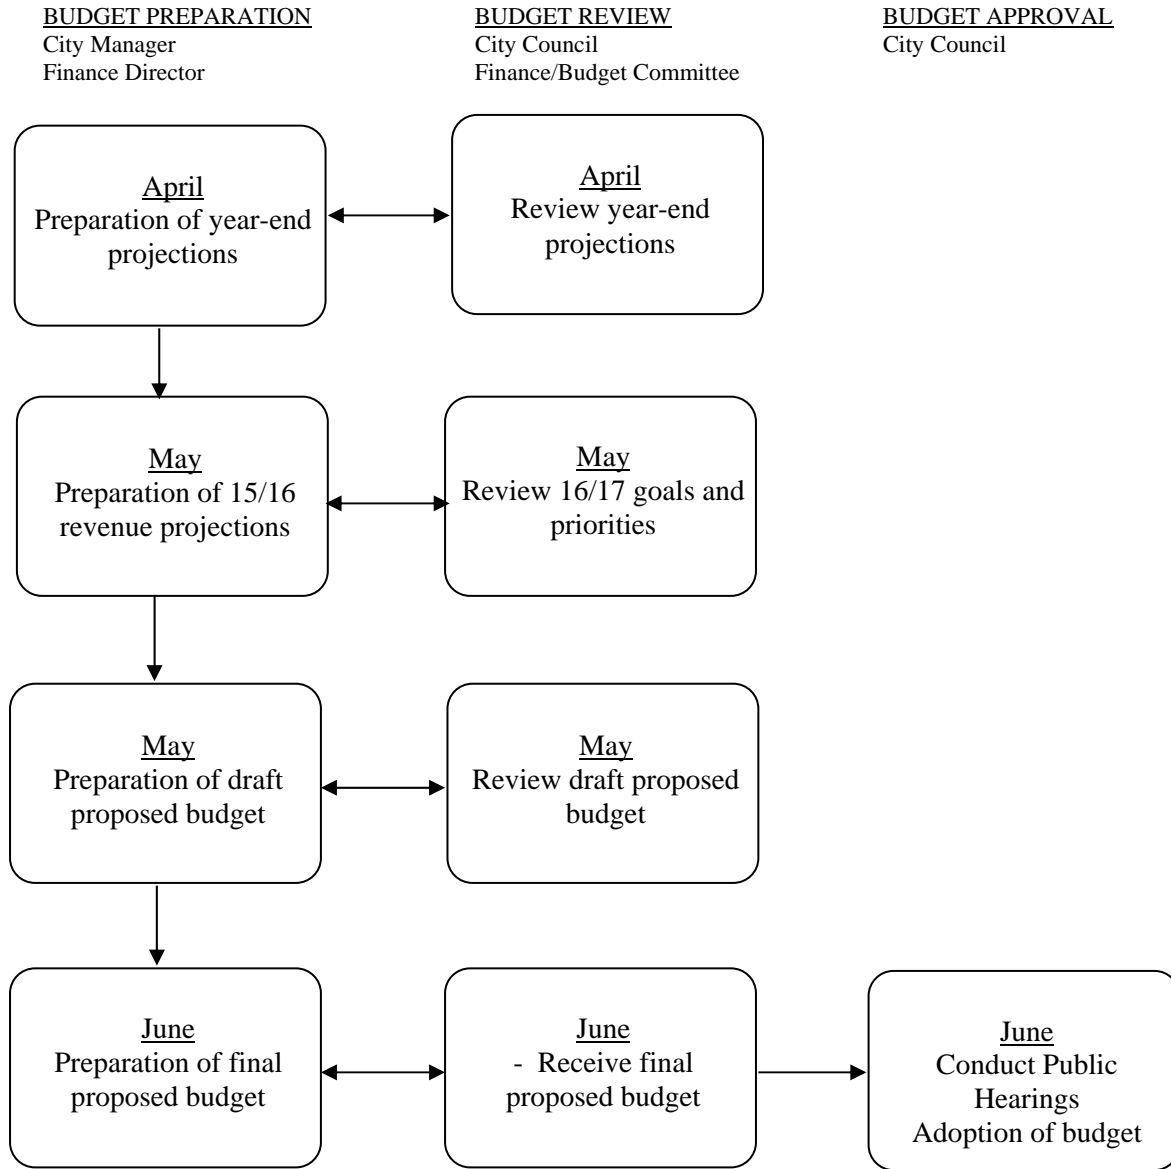 BUDGET PREPARATION
City Manager
Finance Director
BUDGET REVIEW
City Council
Finance/Budget Committee
BUDGET APPROVAL
City Council
April
Preparation of year-end
projections
April
Review year-end
projections
May
Preparation of 15/16
revenue projections
May
Review 16/17 goals and
priorities
May
Preparation of draft
proposed budget
May
Review draft proposed
budget
June
Preparation of final
proposed budget
June
- Receive final
proposed budget
June
Conduct Public
Hearings
Adoption of budget